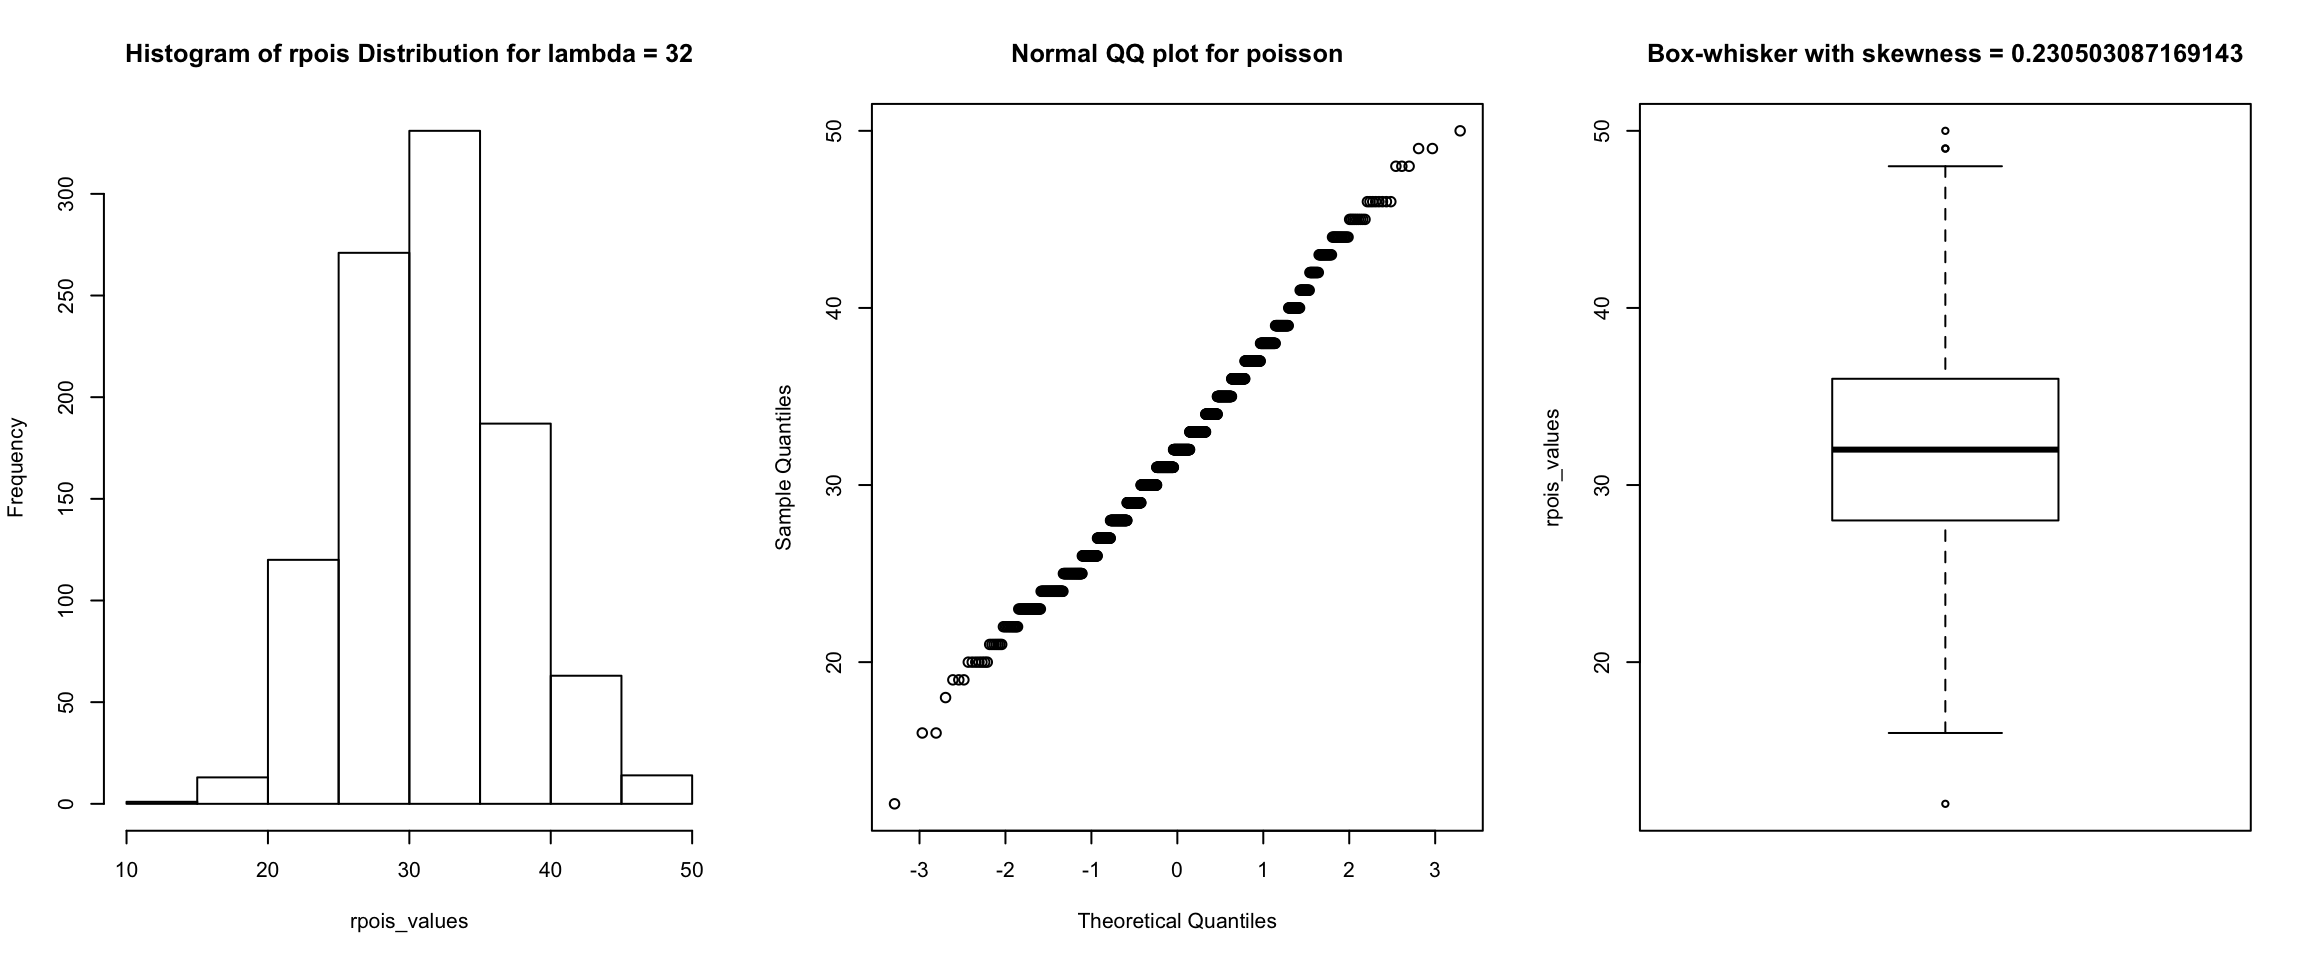 Histogram of rpois Distribution for lambda = 32
Frequency
0
50
100
150
200
250
300
10 20 30 40 50
rpois_values
Normal QQ plot for poisson
Sample Quantiles
20
30
40
50
-3 -2 -1 0 1 2 3
Theoretical Quantiles
Box-whisker with skewness = 0.230503087169143
rpois_values
20
30
40
50